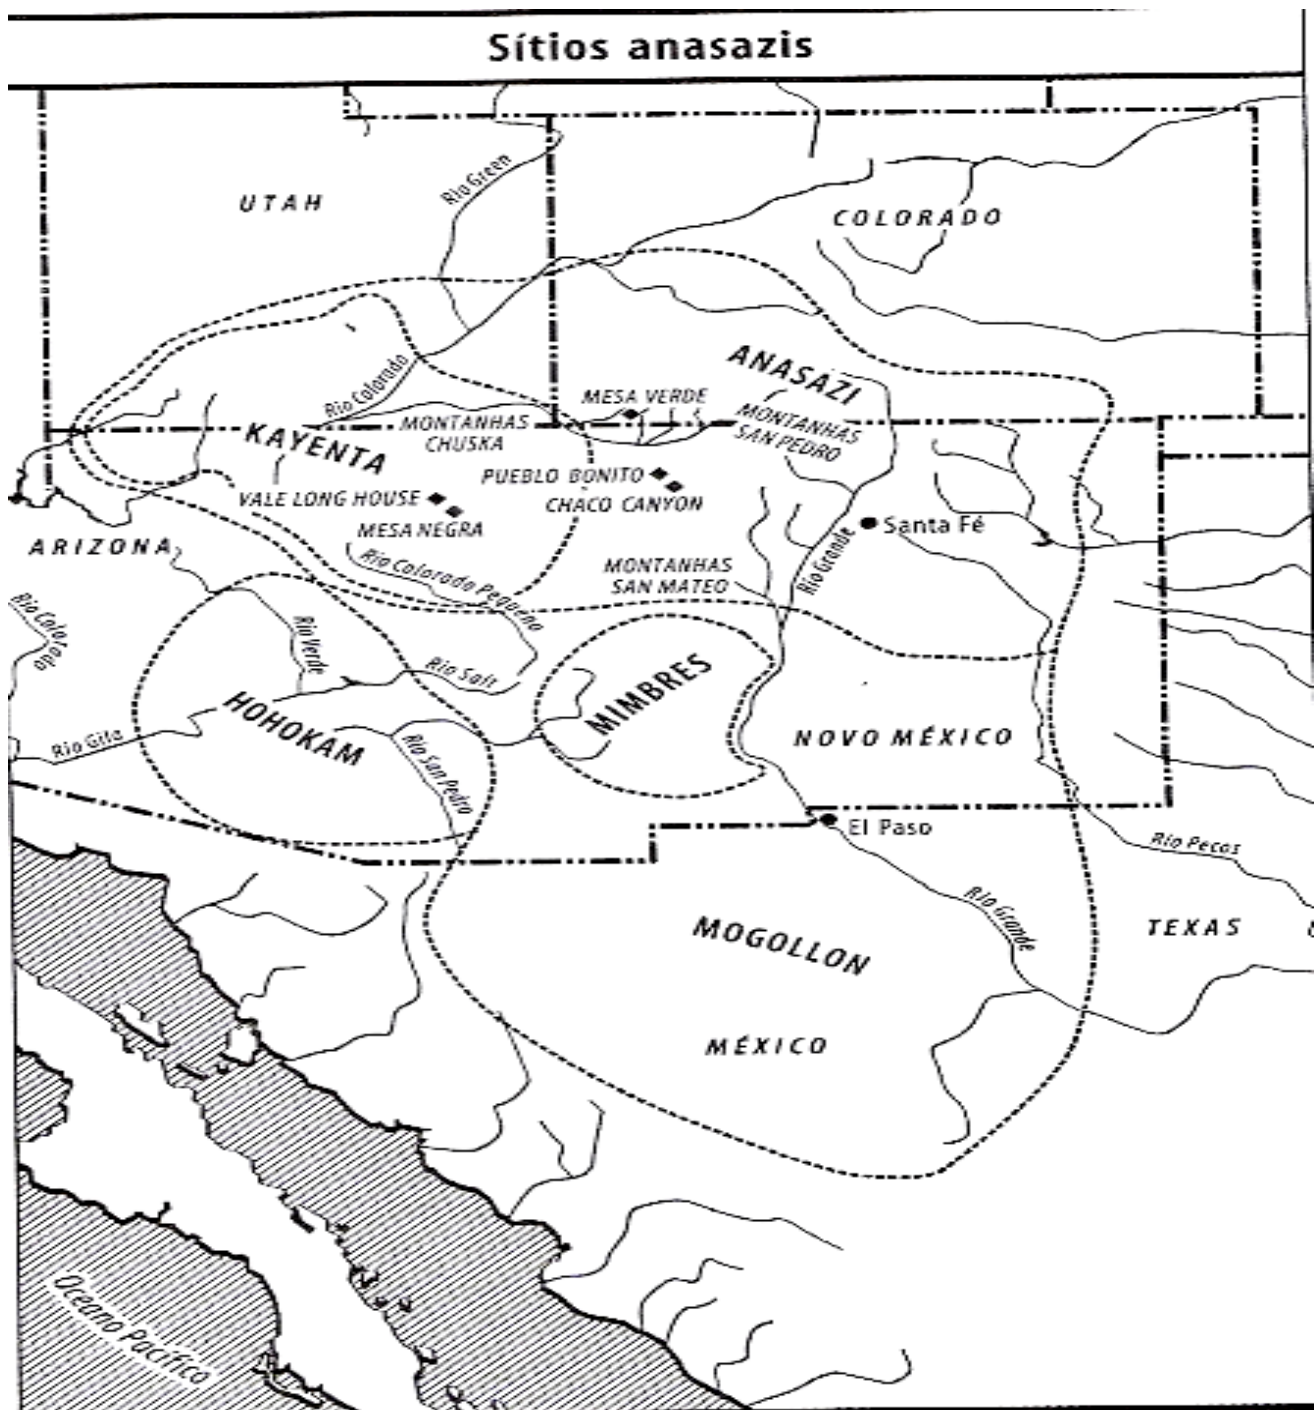 Sítios anasazis
UTAH
Rio Green
COLORADO
ANASAZI
Rio Colorado
MESA VERDE
MONTANHAS
SAN PEDRO
MONTANHAS
CHUSKA
KAYENTA
PUEBLO BONITO
CHACO CANYON
VALE LONG HOUSE
MESA NEGRA
Santa Fé
ARIZONA
Rio Colorado Pequeno
MONTANHAS
SAN MATEO
Rio Grande
Rio Colorado
Rio Verde
Rio Salt
MIMBRES
HOHOKAM
Rio Gila
Rio San Pedro
NOVO MÉXICO
El Paso
Rio Pecos
Rio Grande
TEXAS
MOGOLLON
MÉXICO
Oceano Pacífico